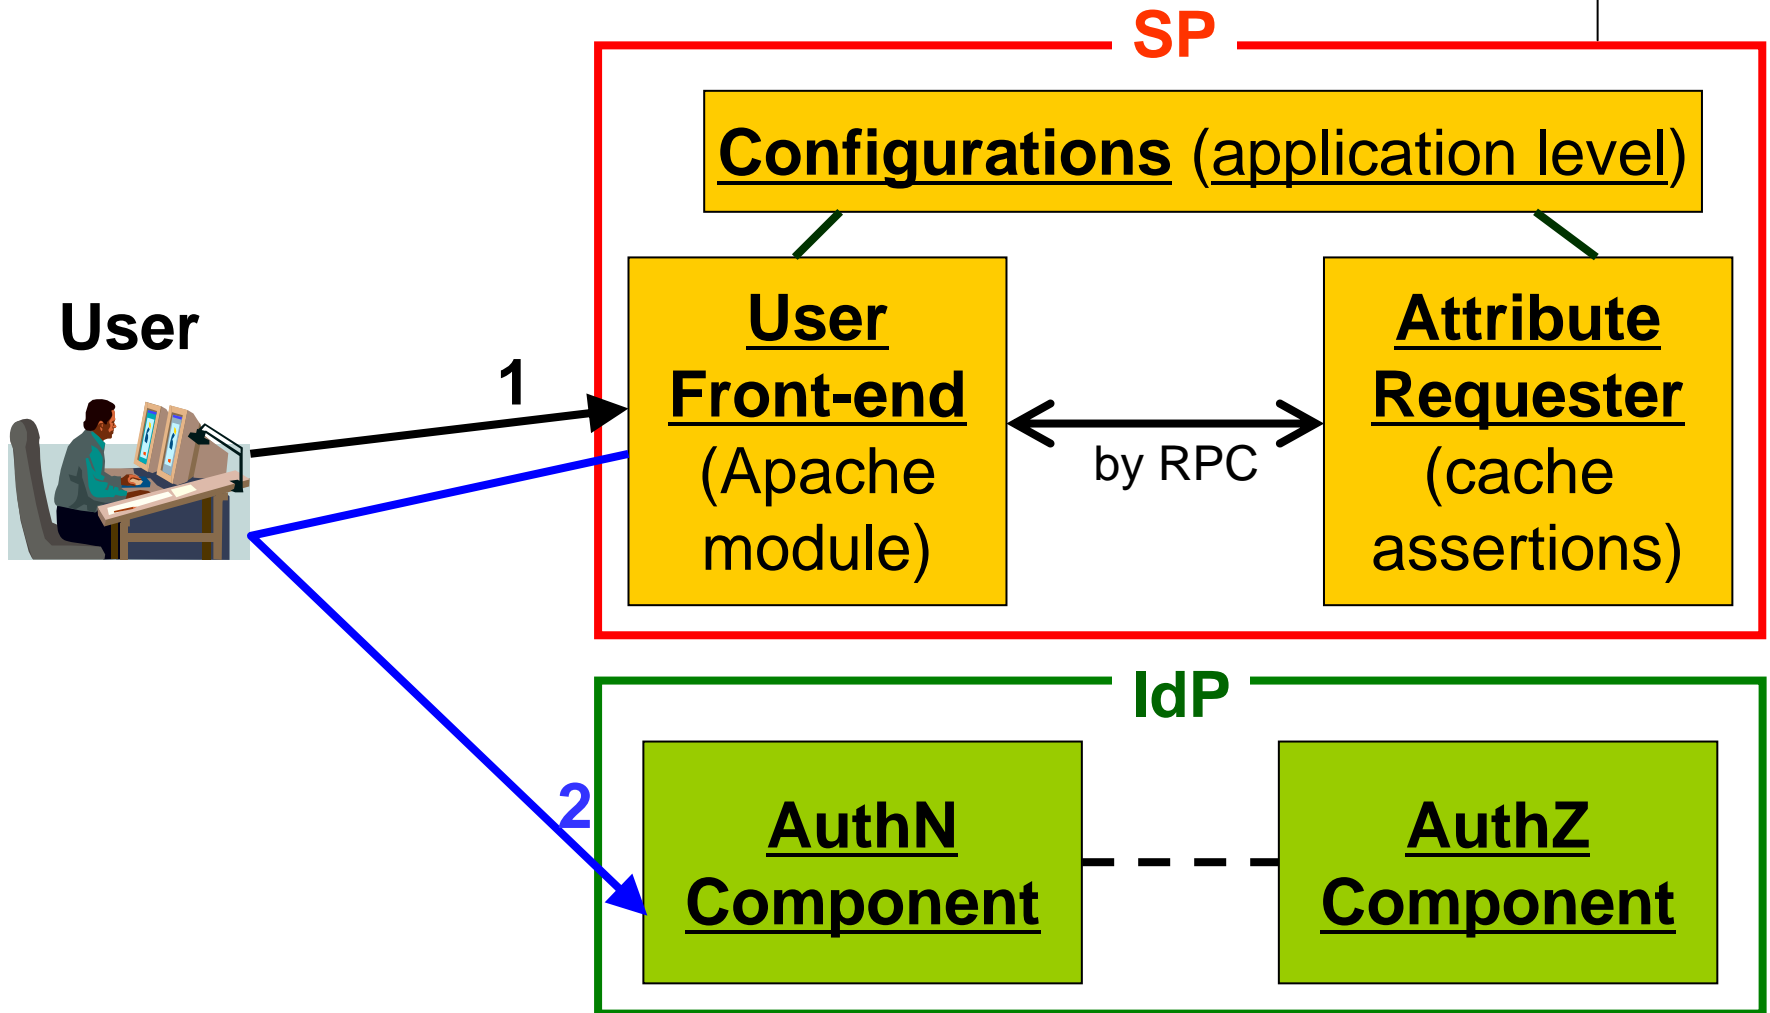 SP
Configurations (application level)
User
1
User
Front-end
(Apache
module)
by RPC
Attribute
Requester
(cache
assertions)
IdP
2
AuthN
Component
AuthZ
Component